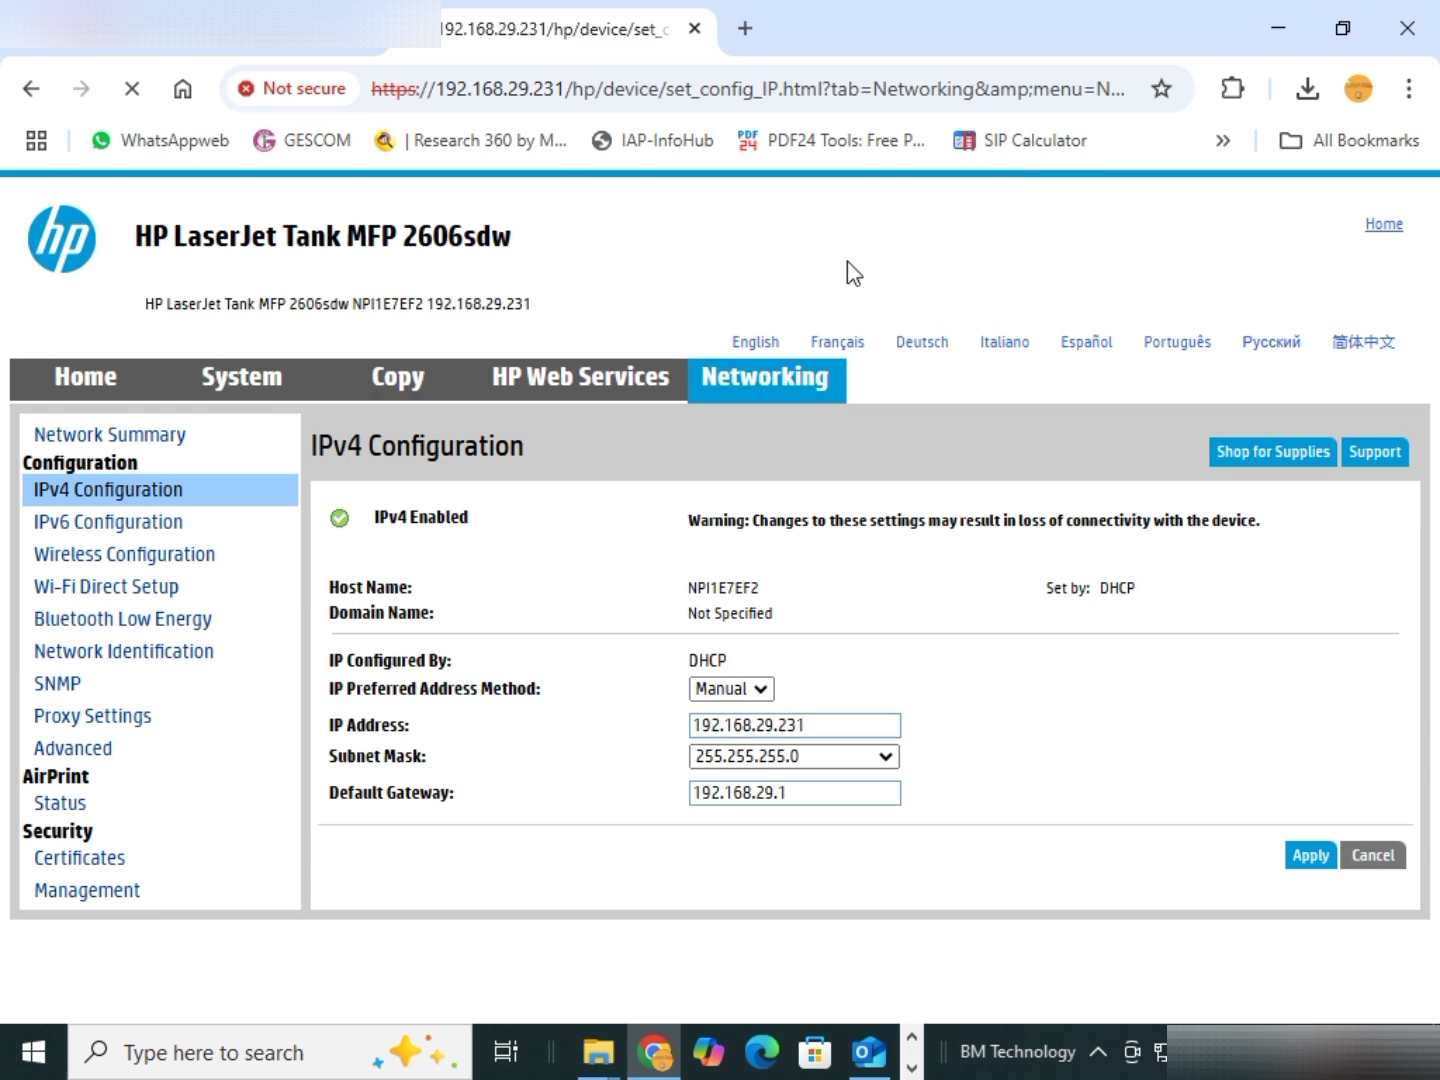 192.168.29.231/hp/device/set_c
Not secure https://192.168.29.231/hp/device/set_config_IP.html?tab=Networking&amp;menu=N...
WhatsAppweb GESCOM | Research 360 by M... IAP-InfoHub PDF24 Tools: Free P... SIP Calculator » All Bookmarks
hp HP LaserJet Tank MFP 2606sdw Home
HP LaserJet Tank MFP 2606sdw NPI1E7EF2 192.168.29.231
English Français Deutsch Italiano Español Português Русский 简体中文
Home System Copy HP Web Services Networking
Network Summary
Configuration
IPv4 Configuration
IPv6 Configuration
Wireless Configuration
Wi-Fi Direct Setup
Bluetooth Low Energy
Network Identification
SNMP
Proxy Settings
Advanced
AirPrint
Status
Security
Certificates
Management
IPv4 Configuration
Shop for Supplies Support
IPv4 Enabled Warning: Changes to these settings may result in loss of connectivity with the device.
Host Name: NPI1E7EF2 Set by: DHCP
Domain Name: Not Specified
IP Configured By: DHCP
IP Preferred Address Method: Manual
IP Address: 192.168.29.231
Subnet Mask: 255.255.255.0
Default Gateway: 192.168.29.1
Apply Cancel
Type here to search BM Technology